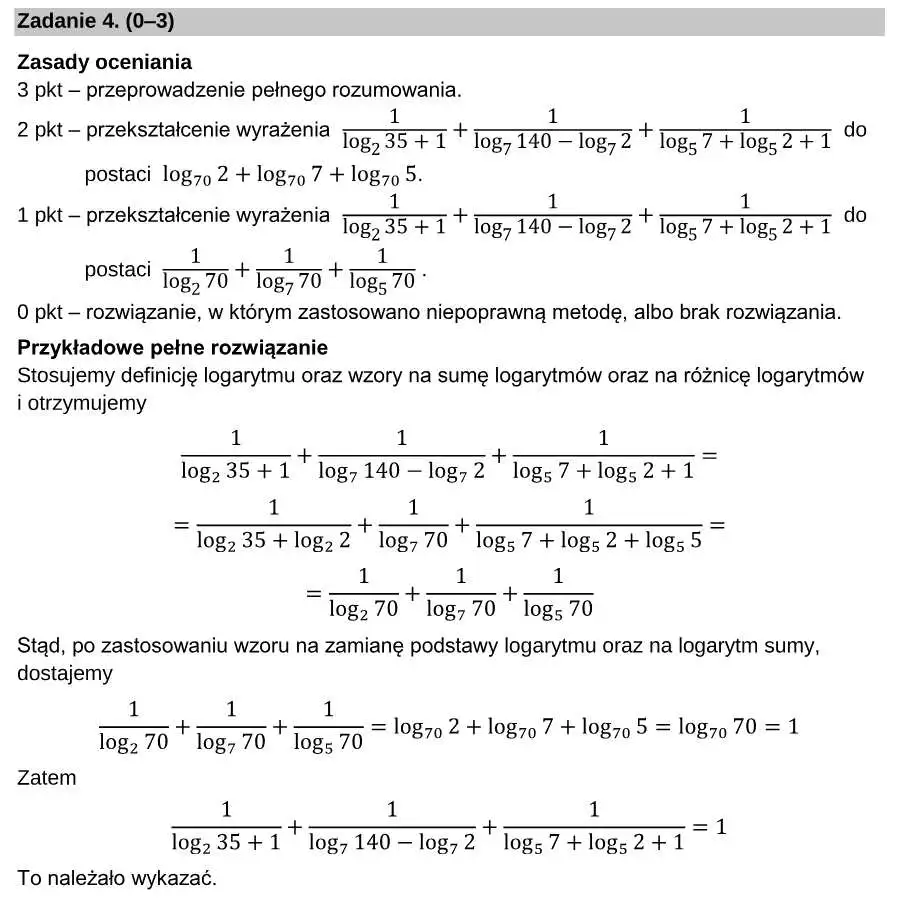 Zadanie 4. (0–3)
Zasady oceniania
3 pkt – przeprowadzenie pełnego rozumowania.
2 pkt – przekształcenie wyrażenia 1/(log₂ 35 + 1) + 1/(log₇ 140 − log₇ 2) + 1/(log₅ 7 + log₅ 2 + 1) do
postaci log₇₀ 2 + log₇₀ 7 + log₇₀ 5.
1 pkt – przekształcenie wyrażenia 1/(log₂ 35 + 1) + 1/(log₇ 140 − log₇ 2) + 1/(log₅ 7 + log₅ 2 + 1) do
postaci 1/(log₂ 70) + 1/(log₇ 70) + 1/(log₅ 70) .
0 pkt – rozwiązanie, w którym zastosowano niepoprawną metodę, albo brak rozwiązania.
Przykładowe pełne rozwiązanie
Stosujemy definicję logarytmu oraz wzory na sumę logarytmów oraz na różnicę logarytmów
i otrzymujemy
1/(log₂ 35 + 1) + 1/(log₇ 140 − log₇ 2) + 1/(log₅ 7 + log₅ 2 + 1) =
= 1/(log₂ 35 + log₂ 2) + 1/(log₇ 70) + 1/(log₅ 7 + log₅ 2 + log₅ 5) =
= 1/(log₂ 70) + 1/(log₇ 70) + 1/(log₅ 70)
Stąd, po zastosowaniu wzoru na zamianę podstawy logarytmu oraz na logarytm sumy,
dostajemy
1/(log₂ 70) + 1/(log₇ 70) + 1/(log₅ 70) = log₇₀ 2 + log₇₀ 7 + log₇₀ 5 = log₇₀ 70 = 1
Zatem
1/(log₂ 35 + 1) + 1/(log₇ 140 − log₇ 2) + 1/(log₅ 7 + log₅ 2 + 1) = 1
To należało wykazać.